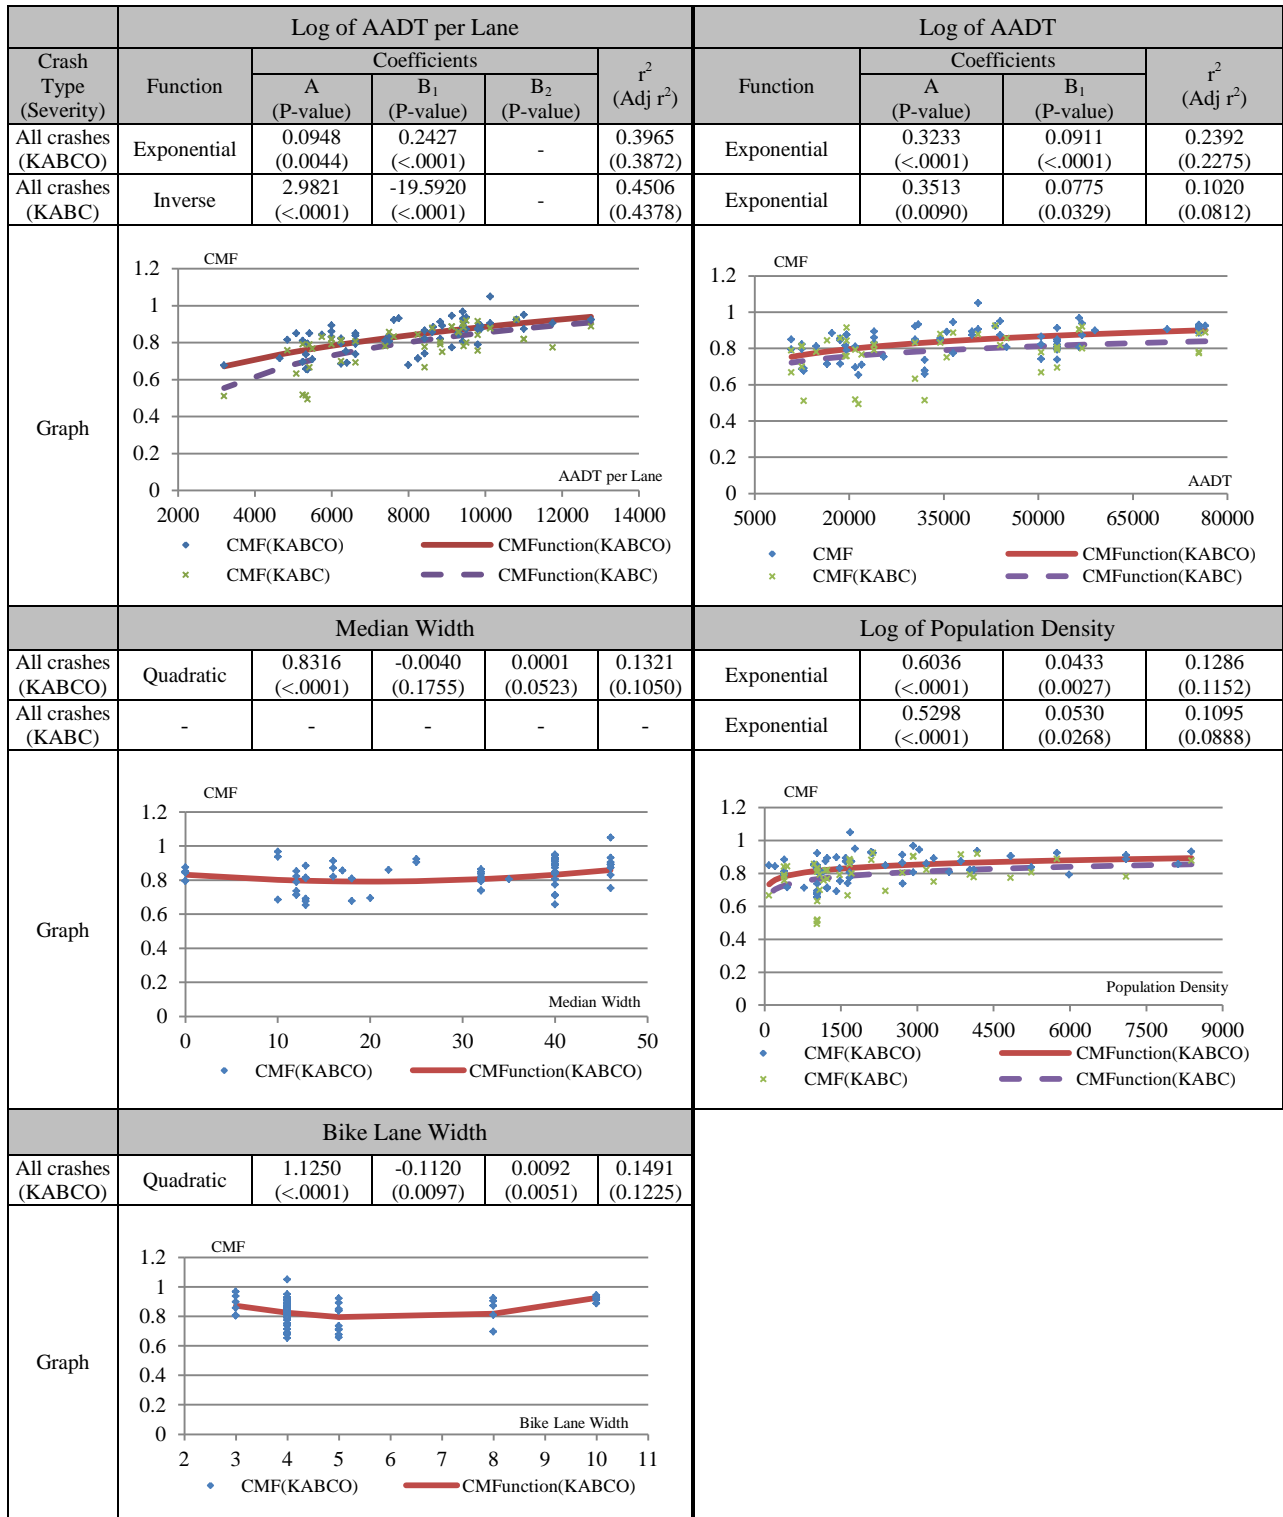 Log of AADT per Lane
Log of AADT
Crash Type (Severity)
Function
Coefficients
r2 (Adj r2)
Function
Coefficients
r2 (Adj r2)
A (P-value)
B1 (P-value)
B2 (P-value)
A (P-value)
B1 (P-value)
All crashes (KABCO)
Exponential
0.0948 (0.0044)
0.2427 (<.0001)
-
0.3965 (0.3872)
Exponential
0.3233 (<.0001)
0.0911 (<.0001)
0.2392 (0.2275)
All crashes (KABC)
Inverse
2.9821 (<.0001)
-19.5920 (<.0001)
-
0.4506 (0.4378)
Exponential
0.3513 (0.0090)
0.0775 (0.0329)
0.1020 (0.0812)
Graph
CMF
1.2
1
0.8
0.6
0.4
0.2
0
AADT per Lane
2000 4000 6000 8000 10000 12000 14000
CMF(KABCO)
CMFunction(KABCO)
CMF(KABC)
CMFunction(KABC)
CMF
1.2
1
0.8
0.6
0.4
0.2
0
AADT
5000 20000 35000 50000 65000 80000
CMF
CMFunction(KABCO)
CMF(KABC)
CMFunction(KABC)
Median Width
Log of Population Density
All crashes (KABCO)
Quadratic
0.8316 (<.0001)
-0.0040 (0.1755)
0.0001 (0.0523)
0.1321 (0.1050)
Exponential
0.6036 (<.0001)
0.0433 (0.0027)
0.1286 (0.1152)
All crashes (KABC)
-
-
-
-
-
Exponential
0.5298 (<.0001)
0.0530 (0.0268)
0.1095 (0.0888)
Graph
CMF
1.2
1
0.8
0.6
0.4
0.2
0
Median Width
0 10 20 30 40 50
CMF(KABCO)
CMFunction(KABCO)
CMF
1.2
1
0.8
0.6
0.4
0.2
0
Population Density
0 1500 3000 4500 6000 7500 9000
CMF(KABCO)
CMFunction(KABCO)
CMF(KABC)
CMFunction(KABC)
Bike Lane Width
All crashes (KABCO)
Quadratic
1.1250 (<.0001)
-0.1120 (0.0097)
0.0092 (0.0051)
0.1491 (0.1225)
Graph
CMF
1.2
1
0.8
0.6
0.4
0.2
0
Bike Lane Width
2 3 4 5 6 7 8 9 10 11
CMF(KABCO)
CMFunction(KABCO)